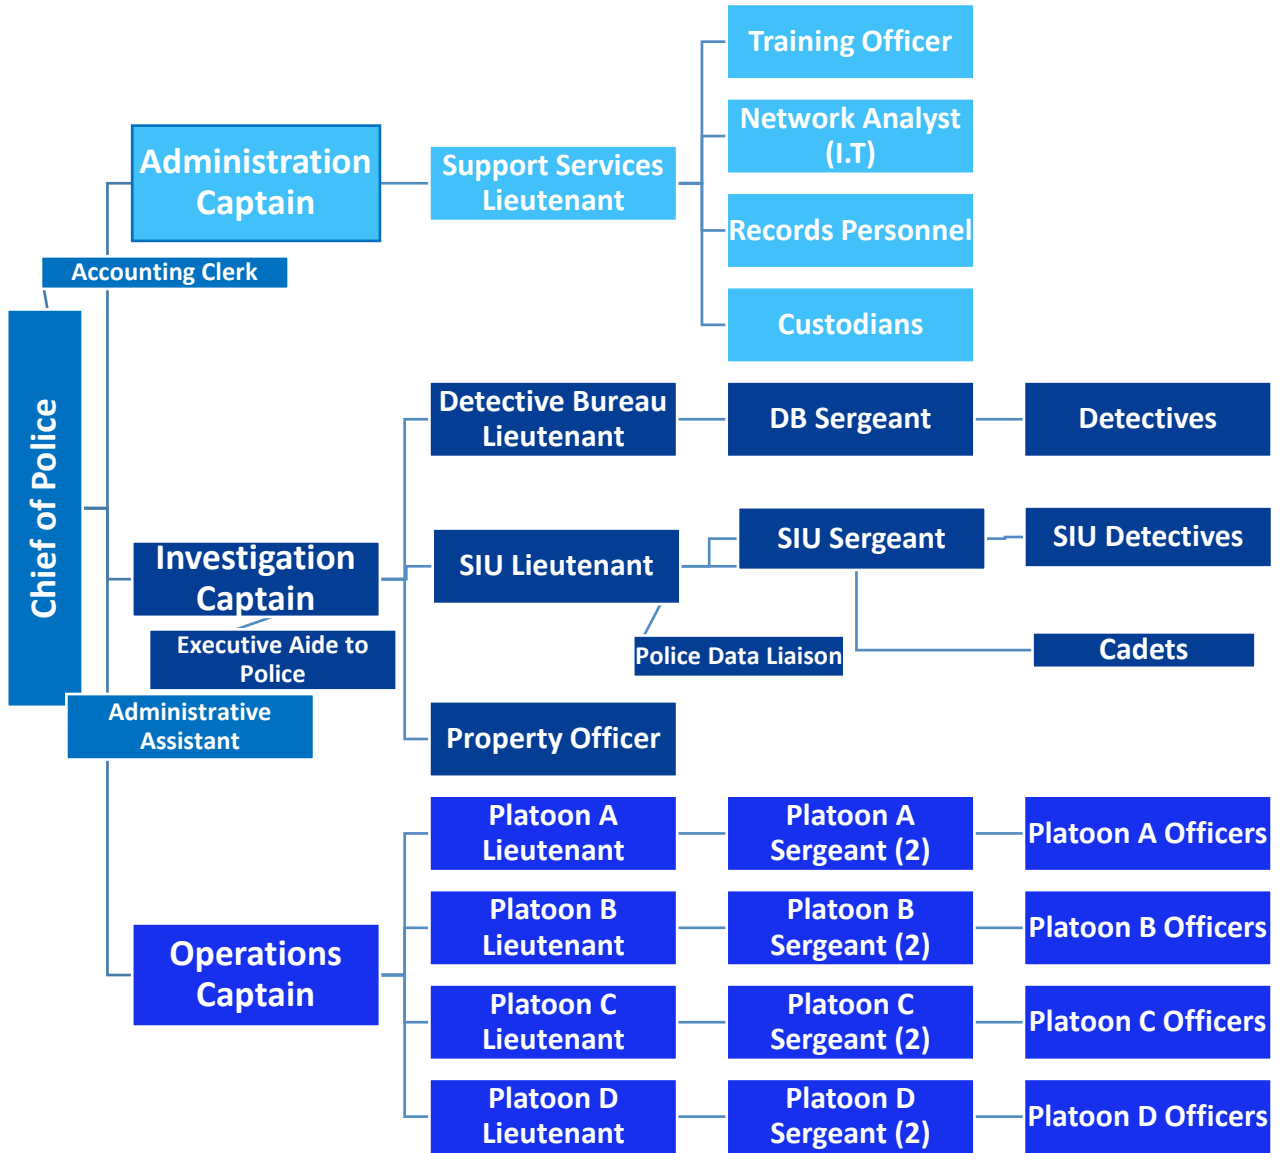 Chief of Police
Accounting Clerk
Administrative
Assistant
Administration
Captain
Support Services
Lieutenant
Training Officer
Network Analyst
(I.T)
Records Personnel
Custodians
Investigation
Captain
Executive Aide to
Police
Detective Bureau
Lieutenant
DB Sergeant
Detectives
SIU Lieutenant
Police Data Liaison
SIU Sergeant
SIU Detectives
Cadets
Property Officer
Operations
Captain
Platoon A
Lieutenant
Platoon A
Sergeant (2)
Platoon A Officers
Platoon B
Lieutenant
Platoon B
Sergeant (2)
Platoon B Officers
Platoon C
Lieutenant
Platoon C
Sergeant (2)
Platoon C Officers
Platoon D
Lieutenant
Platoon D
Sergeant (2)
Platoon D Officers